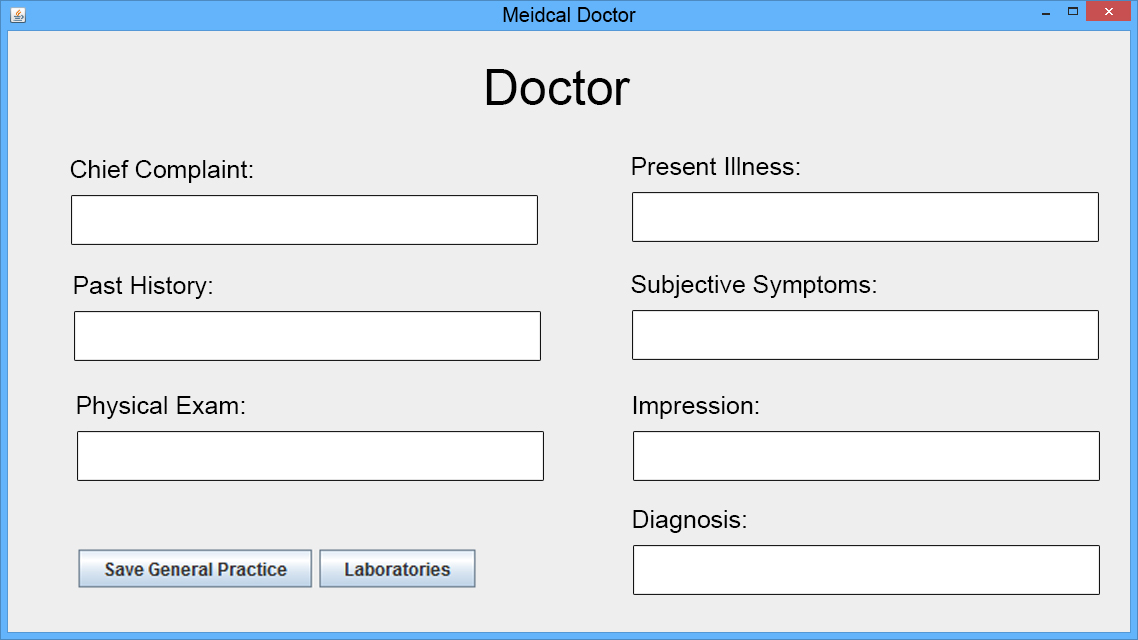 Meidcal Doctor
Doctor
Chief Complaint:
Present Illness:
Past History:
Subjective Symptoms:
Physical Exam:
Impression:
Diagnosis:
Save General Practice
Laboratories